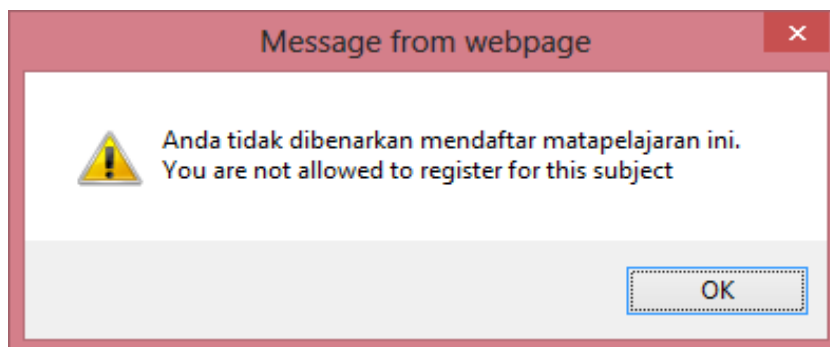 Message from webpage
Anda tidak dibenarkan mendaftar matapelajaran ini.
You are not allowed to register for this subject
OK